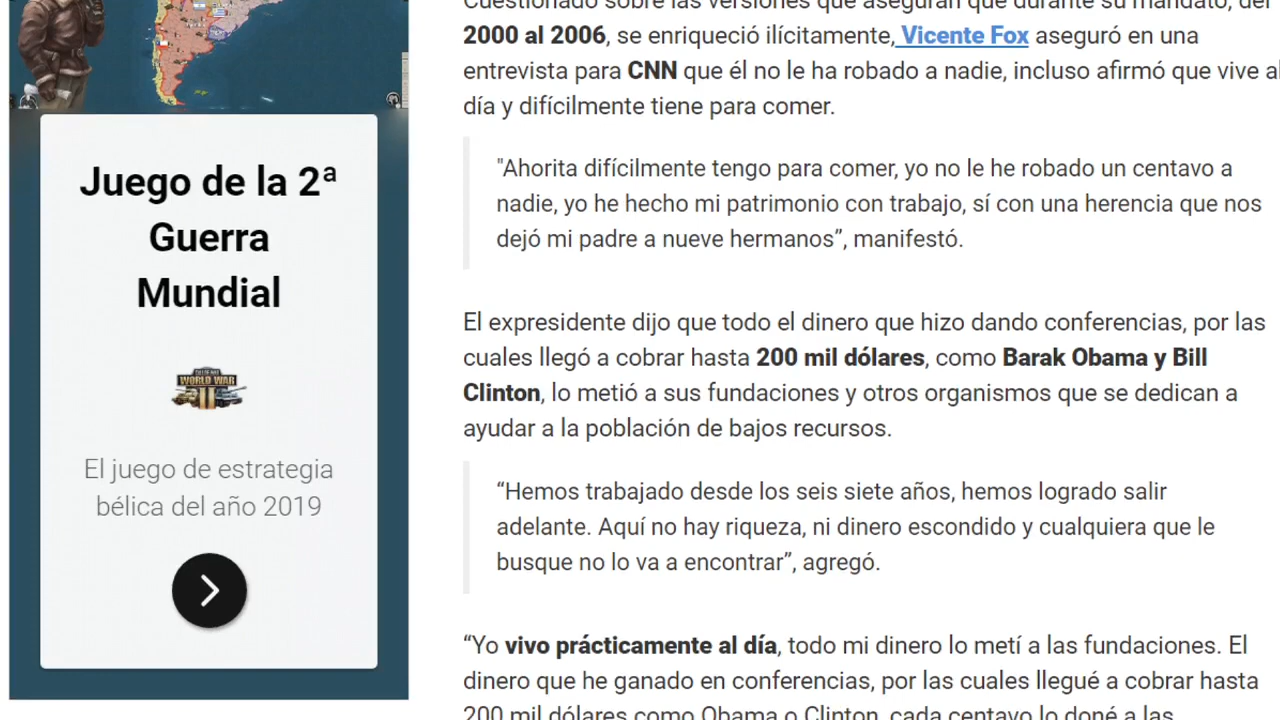 Juego de la 2ª
Guerra
Mundial
WORLD WAR
II
El juego de estrategia
bélica del año 2019
Cuestionado sobre las versiones que aseguran que durante su mandato, del
2000 al 2006, se enriqueció ilícitamente, Vicente Fox aseguró en una
entrevista para CNN que él no le ha robado a nadie, incluso afirmó que vive al
día y difícilmente tiene para comer.
"Ahorita difícilmente tengo para comer, yo no le he robado un centavo a
nadie, yo he hecho mi patrimonio con trabajo, sí con una herencia que nos
dejó mi padre a nueve hermanos”, manifestó.
El expresidente dijo que todo el dinero que hizo dando conferencias, por las
cuales llegó a cobrar hasta 200 mil dólares, como Barak Obama y Bill
Clinton, lo metió a sus fundaciones y otros organismos que se dedican a
ayudar a la población de bajos recursos.
“Hemos trabajado desde los seis siete años, hemos logrado salir
adelante. Aquí no hay riqueza, ni dinero escondido y cualquiera que le
busque no lo va a encontrar”, agregó.
“Yo vivo prácticamente al día, todo mi dinero lo metí a las fundaciones. El
dinero que he ganado en conferencias, por las cuales llegué a cobrar hasta
200 mil dólares como Obama o Clinton, cada centavo lo doné a las